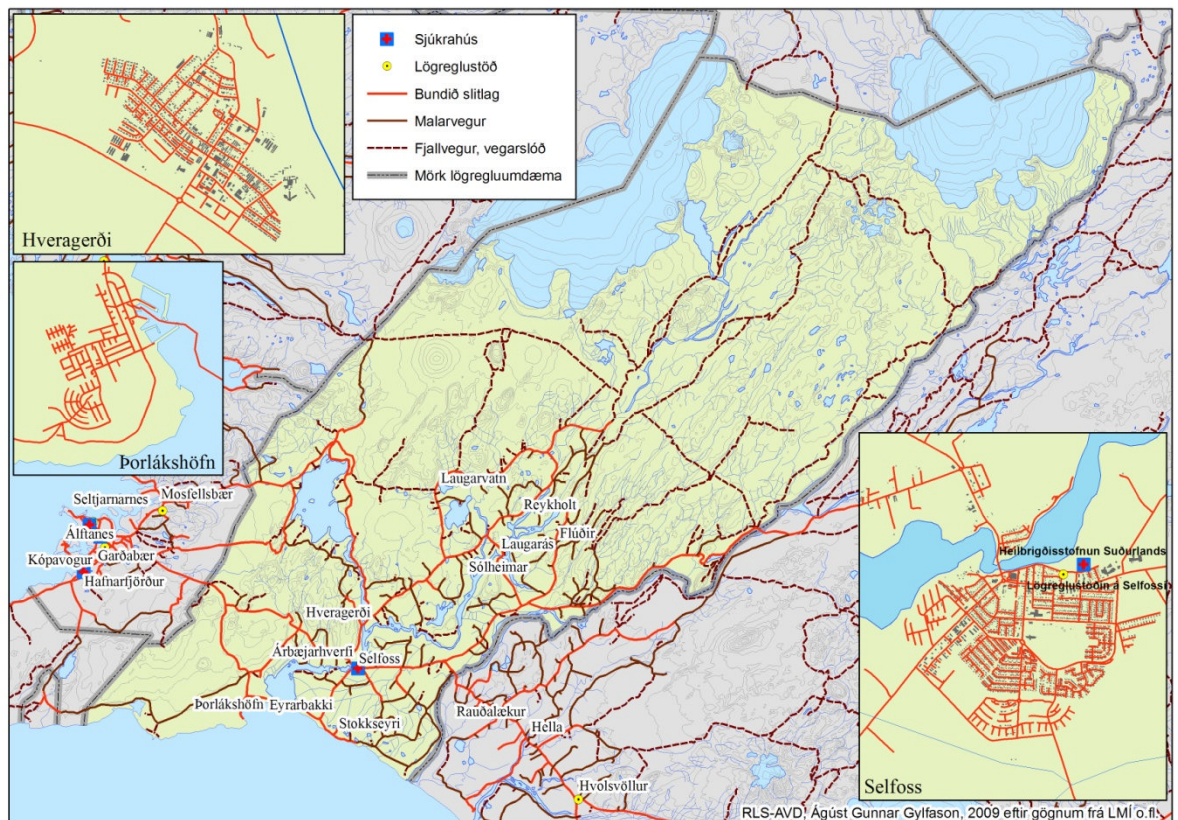 Sjúkrahús
Lögreglustöð
Bundið slitlag
Malarvegur
Fjallvegur, vegarslóð
Mörk lögregluumdæma
Hveragerði
Þorlákshöfn
Seltjarnarnes
Mosfellsbær
Álftanes
Kópavogur
Garðabær
Hafnarfjörður
Laugarvatn
Reykholt
Laugarás
Flúðir
Sólheimar
Hveragerði
Árbæjarhverfi
Selfoss
Þorlákshöfn
Eyrarbakki
Stokkseyri
Rauðalækur
Hella
Hvolsvöllur
Heilbrigðisstofnun Suðurlands
Lögreglustöðin á Selfossi
Selfoss
RLS-AVD, Ágúst Gunnar Gylfason, 2009 eftir gögnum frá LMÍ o.fl.